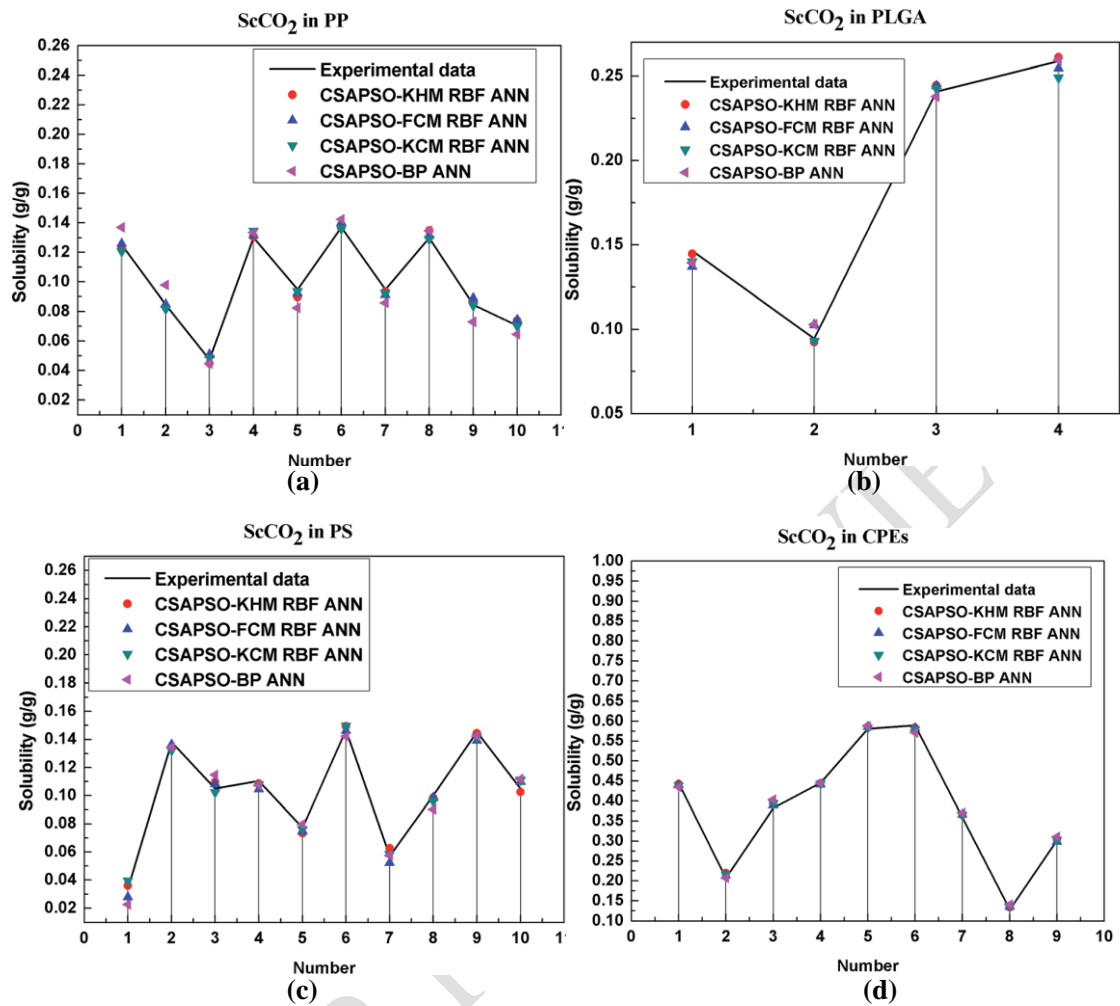 ScCO2 in PP
0.26
0.24
0.22
0.20
0.18
0.16
0.14
0.12
0.10
0.08
0.06
0.04
0.02
Solubility (g/g)
Experimental data
CSAPSO-KHM RBF ANN
CSAPSO-FCM RBF ANN
CSAPSO-KCM RBF ANN
CSAPSO-BP ANN
0 1 2 3 4 5 6 7 8 9 10
Number
(a)
ScCO2 in PLGA
0.25
0.20
0.15
0.10
0.05
Solubility (g/g)
Experimental data
CSAPSO-KHM RBF ANN
CSAPSO-FCM RBF ANN
CSAPSO-KCM RBF ANN
CSAPSO-BP ANN
1 2 3 4
Number
(b)
ScCO2 in PS
0.26
0.24
0.22
0.20
0.18
0.16
0.14
0.12
0.10
0.08
0.06
0.04
0.02
Solubility (g/g)
Experimental data
CSAPSO-KHM RBF ANN
CSAPSO-FCM RBF ANN
CSAPSO-KCM RBF ANN
CSAPSO-BP ANN
0 1 2 3 4 5 6 7 8 9 10
Number
(c)
ScCO2 in CPEs
1.00
0.95
0.90
0.85
0.80
0.75
0.70
0.65
0.60
0.55
0.50
0.45
0.40
0.35
0.30
0.25
0.20
0.15
0.10
Solubility (g/g)
Experimental data
CSAPSO-KHM RBF ANN
CSAPSO-FCM RBF ANN
CSAPSO-KCM RBF ANN
CSAPSO-BP ANN
0 1 2 3 4 5 6 7 8 9 10
Number
(d)